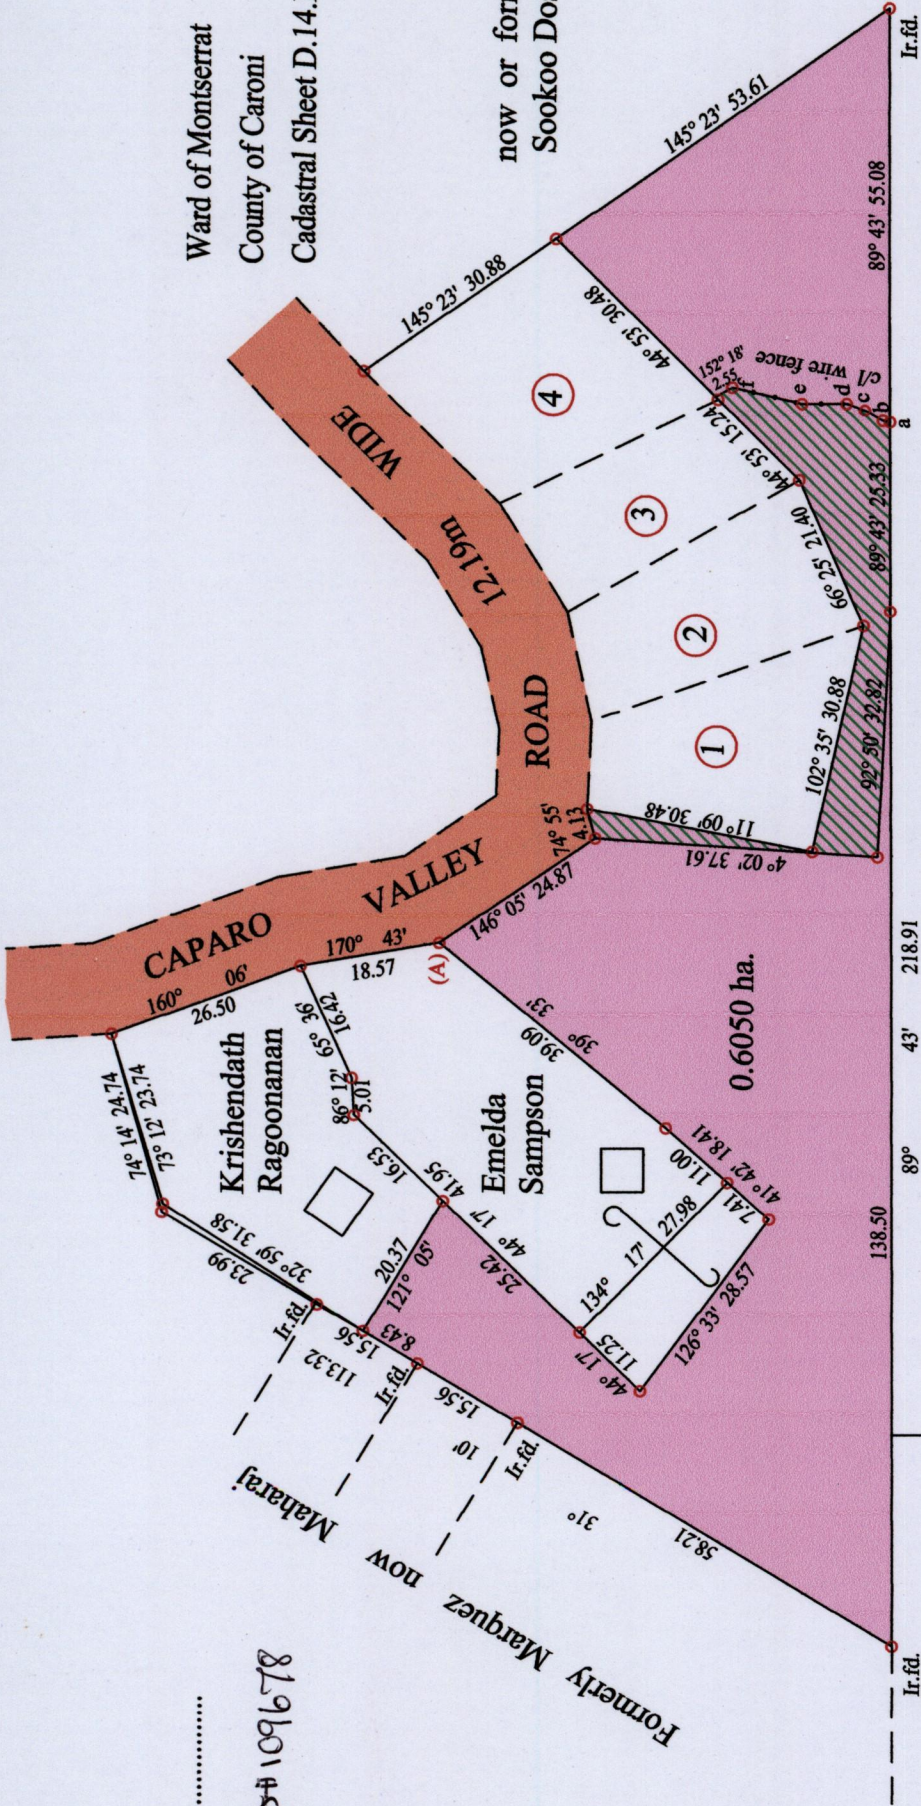 Ward of Montserrat
County of Caroni
Cadastral Sheet D.14.
now or for
Sookoo Do
CAPARO
VALLEY
ROAD
12.19m
WIDE
145° 23' 53.61
145° 23' 30.88
44° 53' 30.48
89° 43' 55.08
Ir.fd.
152° 18'
2.55
c/l wire fence
f
e
d
c
b
a
44° 53' 15.24
66° 25' 21.40
89° 43' 25.33
102° 35' 30.88
92° 50' 32.82
11° 09' 30.48
4° 02' 37.61
74° 55'
4.13
4
3
2
1
146° 05' 24.87
(A)
170° 43'
18.57
160° 06'
26.50
65° 36'
16.42
86° 12'
5.01
16.53
41.95
74° 14' 24.74
73° 12' 23.74
Krishendath
Ragoonanan
Emelda
Sampson
39° 33'
39.09
0.6050 ha.
41° 42' 18.41
11.00
7.41
134° 17' 27.98
126° 33' 28.57
44° 17'
25.42
44° 17'
11.25
20.37
121° 05'
32° 59' 31.58
23.99
Ir.fd.
15.56
8.43
113.32
Ir.fd.
15.56
10'
Ir.fd.
31°
58.21
Formerly Marquez now Maharaj
89° 43' 218.91
138.50
Ir.fd.